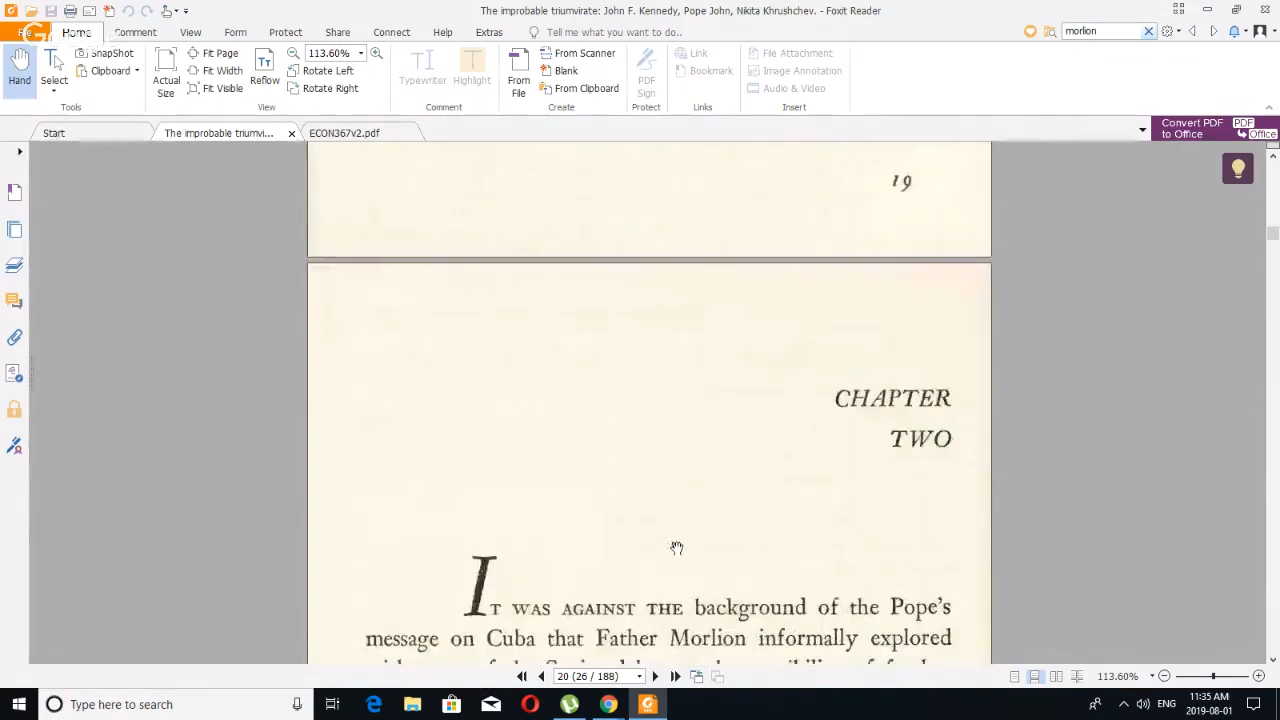 The improbable triumvirate: John F. Kennedy, Pope John, Nikita Khrushchev. - Foxit Reader
File Home Comment View Form Protect Share Connect Help Extras Tell me what you want to do.. morlion
Hand Select SnapShot Clipboard Actual Size Fit Page Fit Width Fit Visible Reflow 113.60% Rotate Left Rotate Right Typewriter Highlight From File From Scanner Blank From Clipboard PDF Sign Link Bookmark File Attachment Image Annotation Audio & Video
Tools View Comment Create Protect Links Insert
Start The improbable triumvi... ECON367v2.pdf Convert PDF to Office PDF Office
19
CHAPTER
TWO
IT WAS AGAINST THE background of the Pope's
message on Cuba that Father Morlion informally explored
20 (26 / 188) 113.60%
Type here to search ENG 11:35 AM
2019-08-01